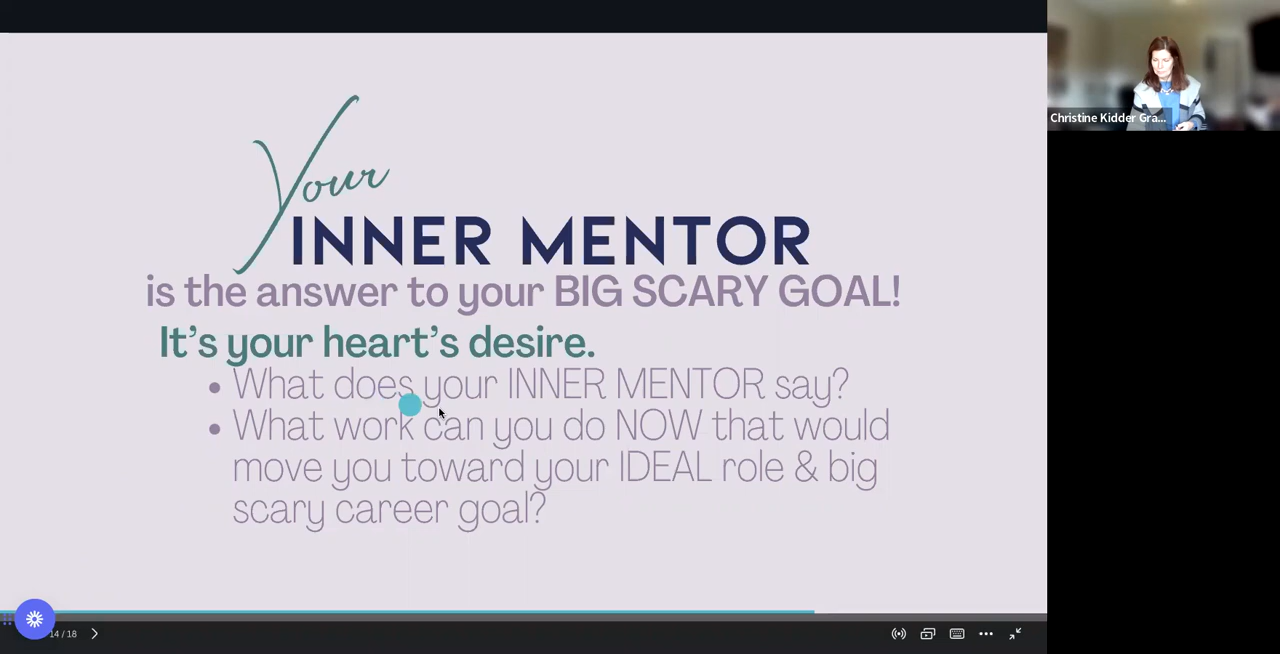 Your
INNER MENTOR
is the answer to your BIG SCARY GOAL!
It's your heart's desire.
• What does your INNER MENTOR say?
• What work can you do NOW that would
move you toward your IDEAL role & big
scary career goal?
Christine Kidder Gra...
14 / 18